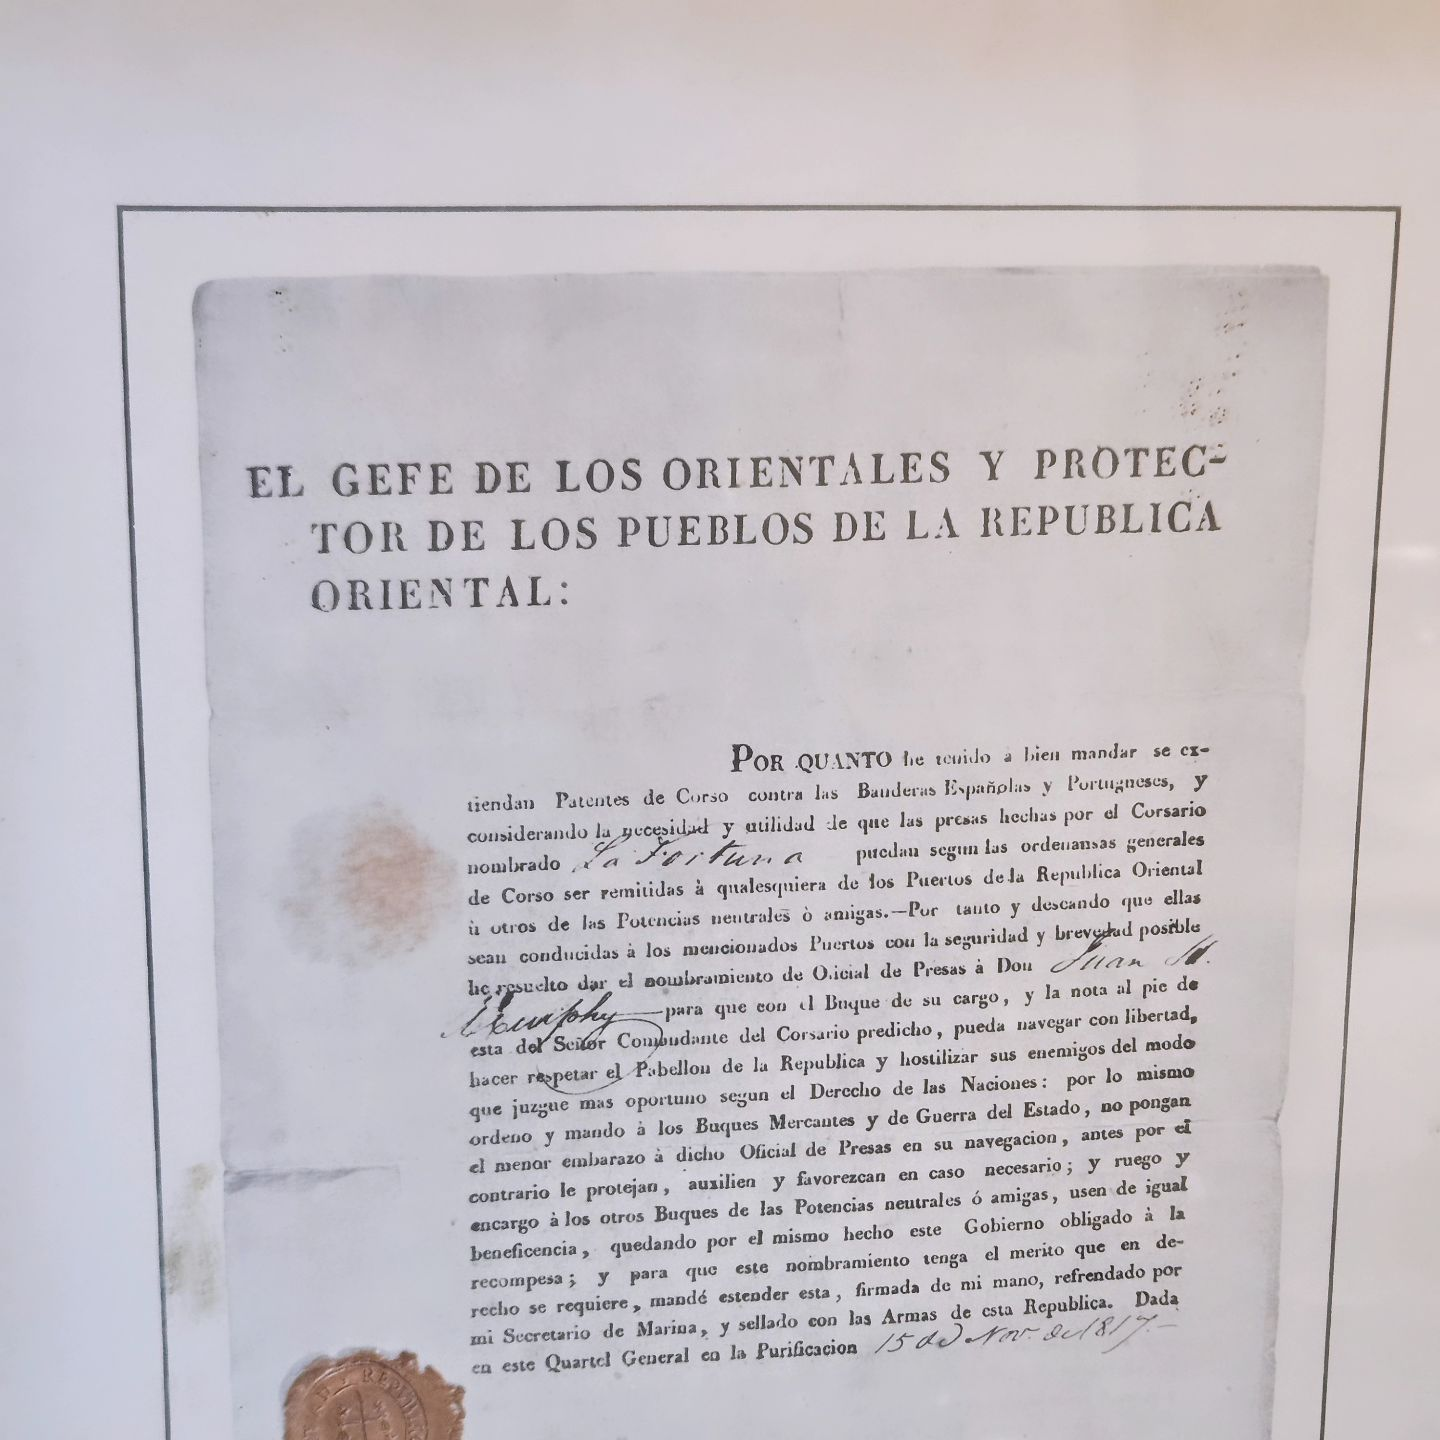 EL GEFE DE LOS ORIENTALES Y PROTEC-
TOR DE LOS PUEBLOS DE LA REPUBLICA
ORIENTAL:
POR QUANTO he tenido à bien mandar se ex-
tiendan Patentes de Corso contra las Banderas Españolas y Portugueses, y
considerando la necesidad y utilidad de que las presas hechas por el Corsario
nombrado La Fortuna puedan segun las ordenansas generales
de Corso ser remitidas à qualesquiera de los Puertos de la Republica Oriental
ù otros de las Potencias neutrales ò amigas.—Por tanto y descando que ellas
sean conducidas à los mencionados Puertos con la seguridad y brevedad posible
he resuelto dar el nombramiento de Oficial de Presas à Don Juan
Murphy para que con el Buque de su cargo, y la nota al pie de
esta del Señor Comandante del Corsario predicho, pueda navegar con libertad,
hacer respetar el Pabellon de la Republica y hostilizar sus enemigos del modo
que juzgue mas oportuno segun el Derecho de las Naciones: por lo mismo
ordeno y mando à los Buques Mercantes y de Guerra del Estado, no pongan
el menor embarazo à dicho Oficial de Presas en su navegacion, antes por el
contrario le protejan, auxilien y favorezcan en caso necesario; y ruego y
encargo à los otros Buques de las Potencias neutrales ó amigas, usen de igual
beneficencia, quedando por el mismo hecho este Gobierno obligado à la
recompesa; y para que este nombramiento tenga el merito que en de-
recho se requiere, mandé estender esta, firmada de mi mano, refrendado por
mi Secretario de Marina, y sellado con las Armas de esta Republica. Dada
en este Quartel General en la Purificacion 15 de Nov. de 1817.—